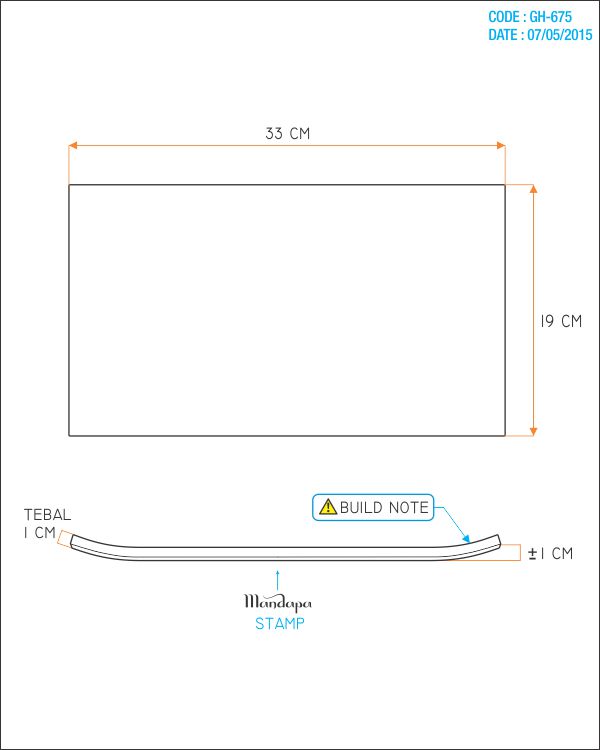 CODE : GH-675
DATE : 07/05/2015
33 CM
19 CM
TEBAL
1 CM
BUILD NOTE
±1 CM
Mandapa
STAMP